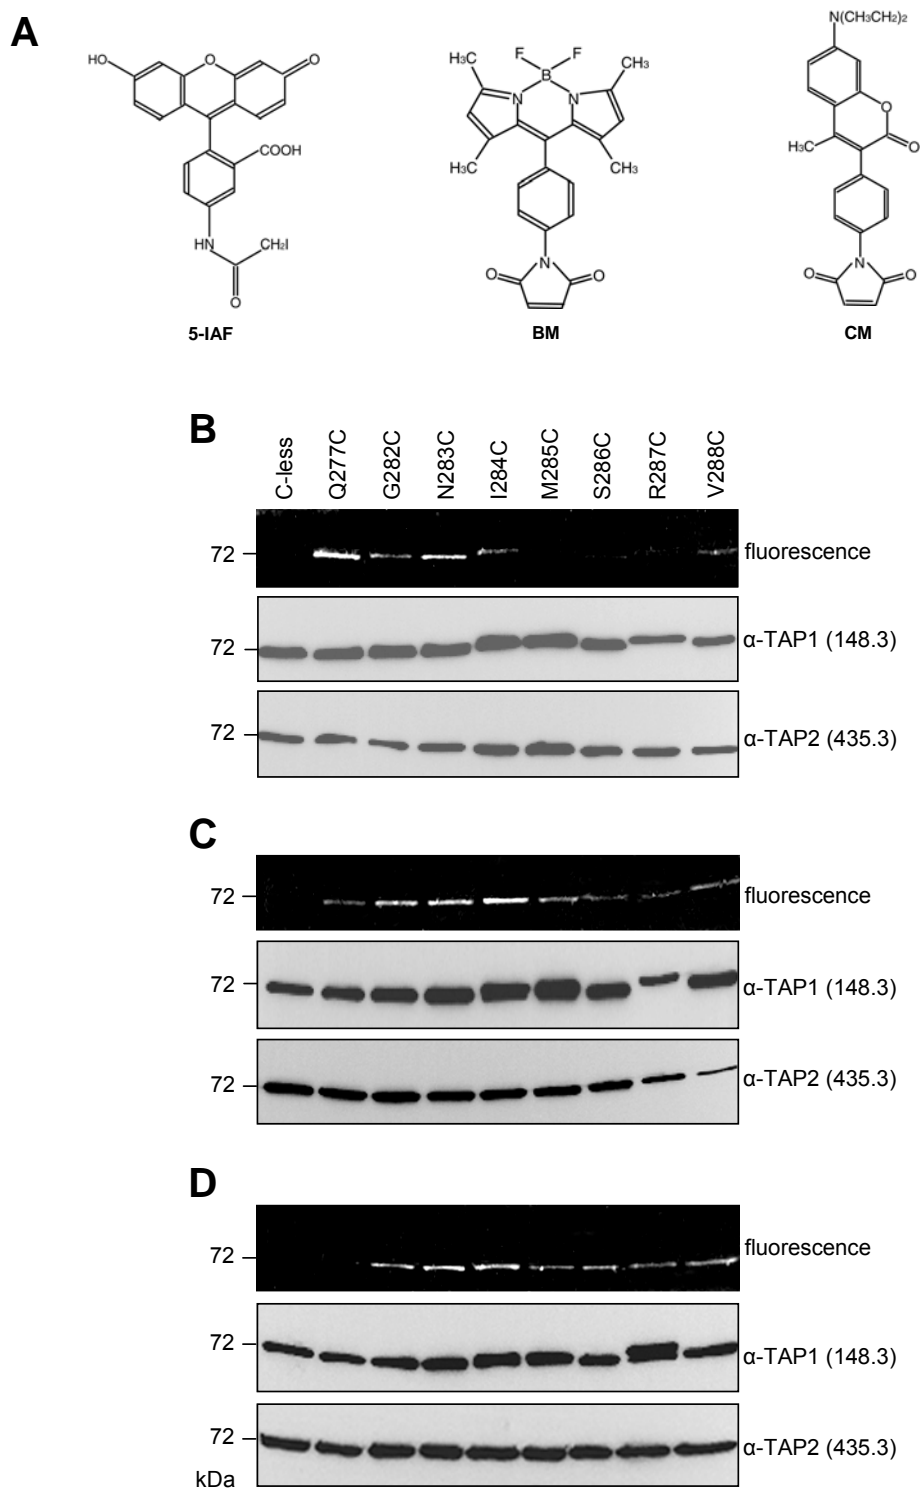 A
HO
O
O
COOH
HN
CH₂I
O
5-IAF
F
F
H₃C
B
CH₃
N
N
H₃C
CH₃
N
O
O
BM
N(CH₃CH₂)₂
O
O
H₃C
N
O
O
CM
B
C-less
Q277C
G282C
N283C
I284C
M285C
S286C
R287C
V288C
72
fluorescence
72
α-TAP1 (148.3)
72
α-TAP2 (435.3)
C
72
fluorescence
72
α-TAP1 (148.3)
72
α-TAP2 (435.3)
D
72
fluorescence
72
α-TAP1 (148.3)
72
α-TAP2 (435.3)
kDa